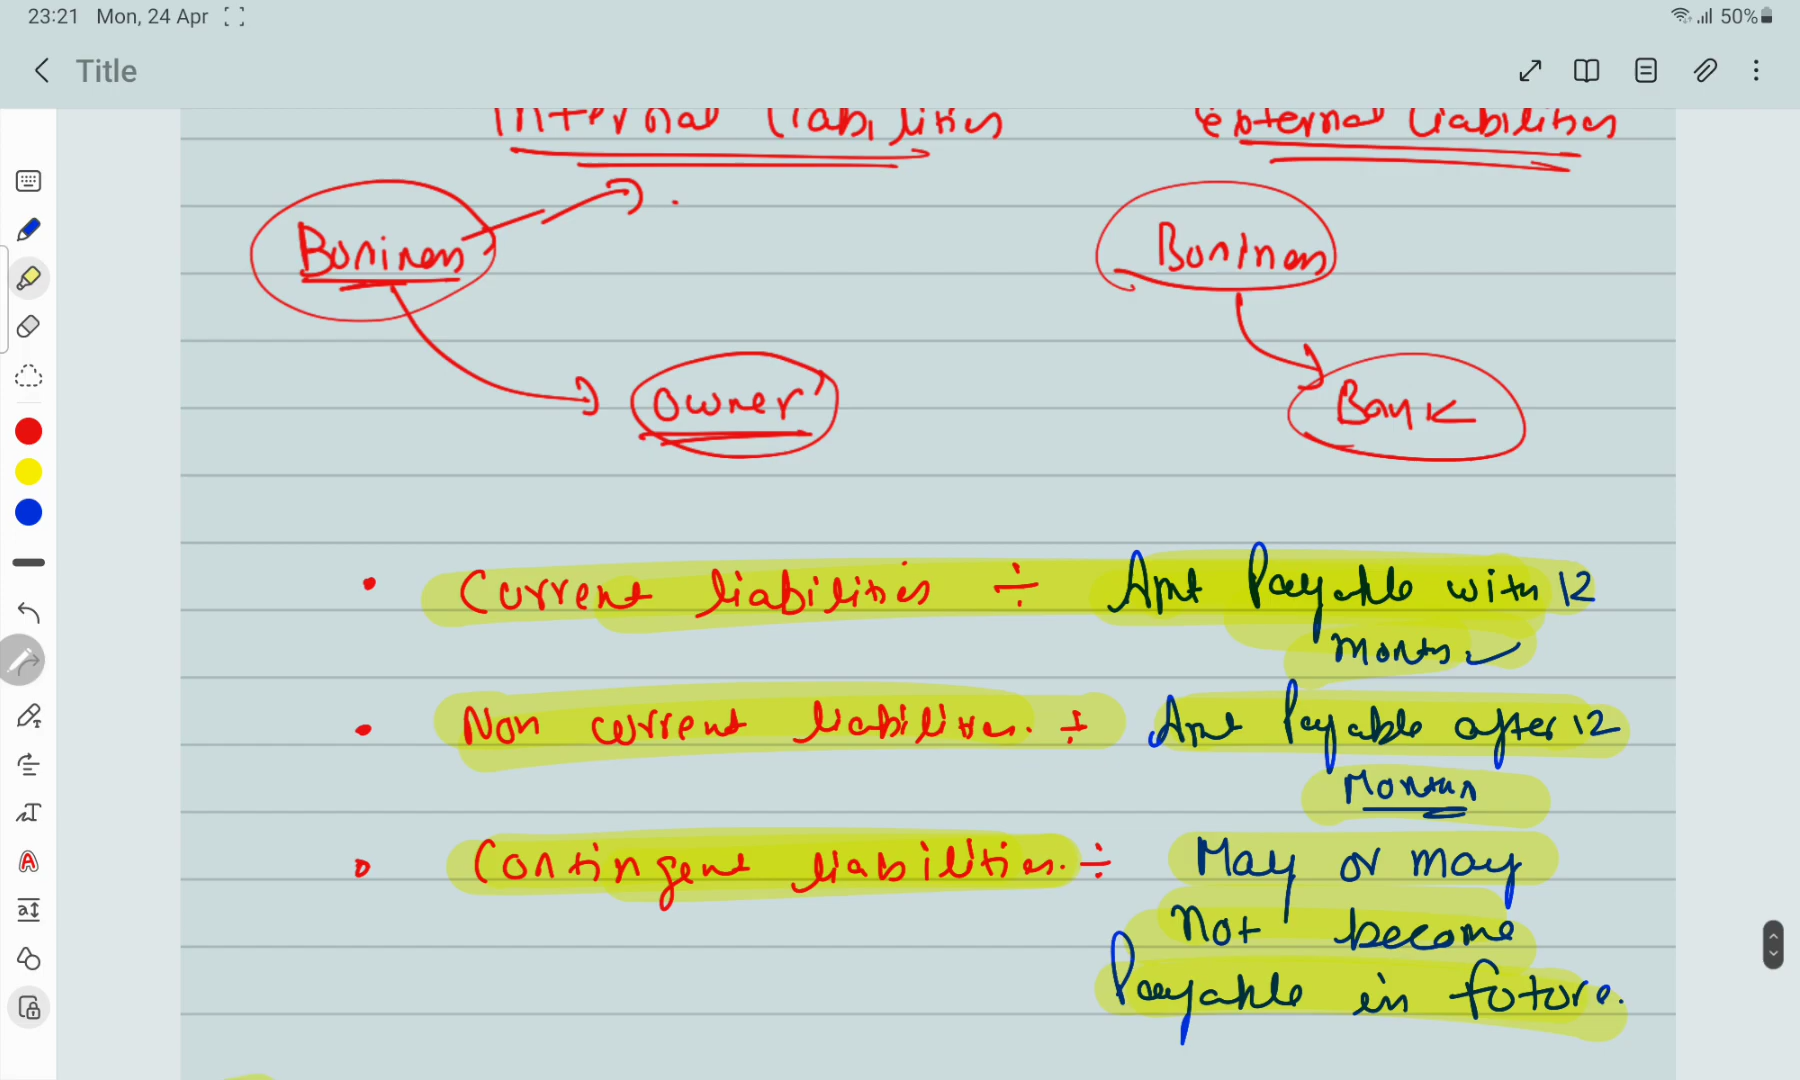 23:21 Mon, 24 Apr 50%
Title
Internal liabilities external liabilities
Business Business
Owner Bank
Current liabilities ÷ Amt Payable with 12
months.
Non current liabilities. ÷ Amt Payable after 12
Months
Contingent liabilities. ÷ May or may
Not become
Payable in future.